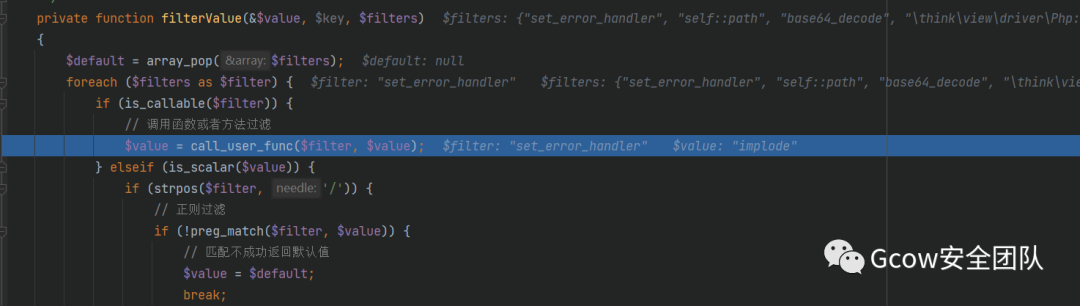 private function filterValue(&$value, $key, $filters)   $filters: {"set_error_handler", "self::path", "base64_decode", "\think\view\driver\Php:
{
    $default = array_pop( &array: $filters);   $default: null
    foreach ($filters as $filter) {   $filter: "set_error_handler"   $filters: {"set_error_handler", "self::path", "base64_decode", "\think\vie
        if (is_callable($filter)) {
            // 调用函数或者方法过滤
            $value = call_user_func($filter, $value);   $filter: "set_error_handler"   $value: "implode"
        } elseif (is_scalar($value)) {
            if (strpos($filter, needle: '/')) {
                // 正则过滤
                if (!preg_match($filter, $value)) {
                    // 匹配不成功返回默认值
                    $value = $default;
                    break;
Gcow安全团队